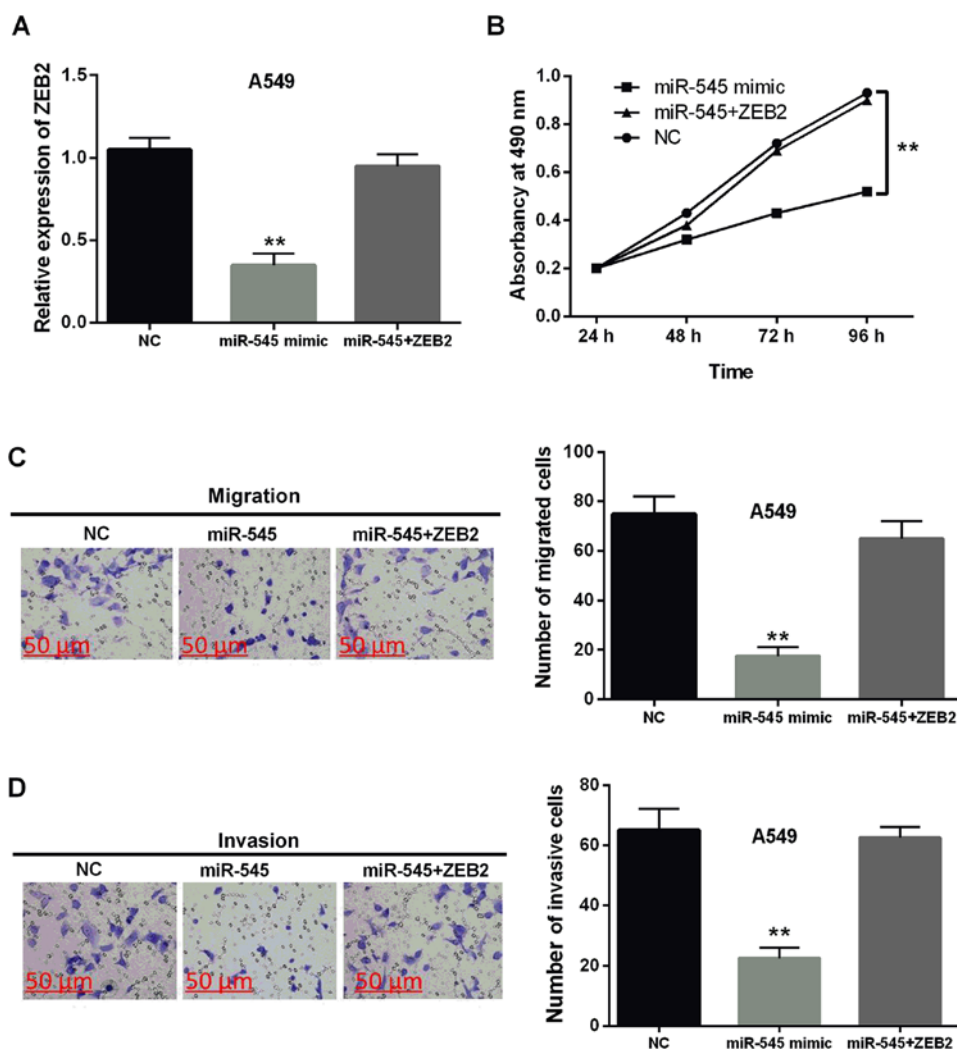 A
Relative expression of ZEB2
A549
1.5
1.0
0.5
0.0
**
NC
miR-545 mimic
miR-545+ZEB2
B
Absorbancy at 490 nm
1.0
0.8
0.6
0.4
0.2
0.0
miR-545 mimic
miR-545+ZEB2
NC
**
24 h
48 h
72 h
96 h
Time
C
Migration
NC
miR-545
miR-545+ZEB2
50 µm
50 µm
50 µm
Number of migrated cells
100
80
60
40
20
0
A549
**
NC
miR-545 mimic
miR-545+ZEB2
D
Invasion
NC
miR-545
miR-545+ZEB2
50 µm
50 µm
50 µm
Number of invasive cells
80
60
40
20
0
A549
**
NC
miR-545 mimic
miR-545+ZEB2